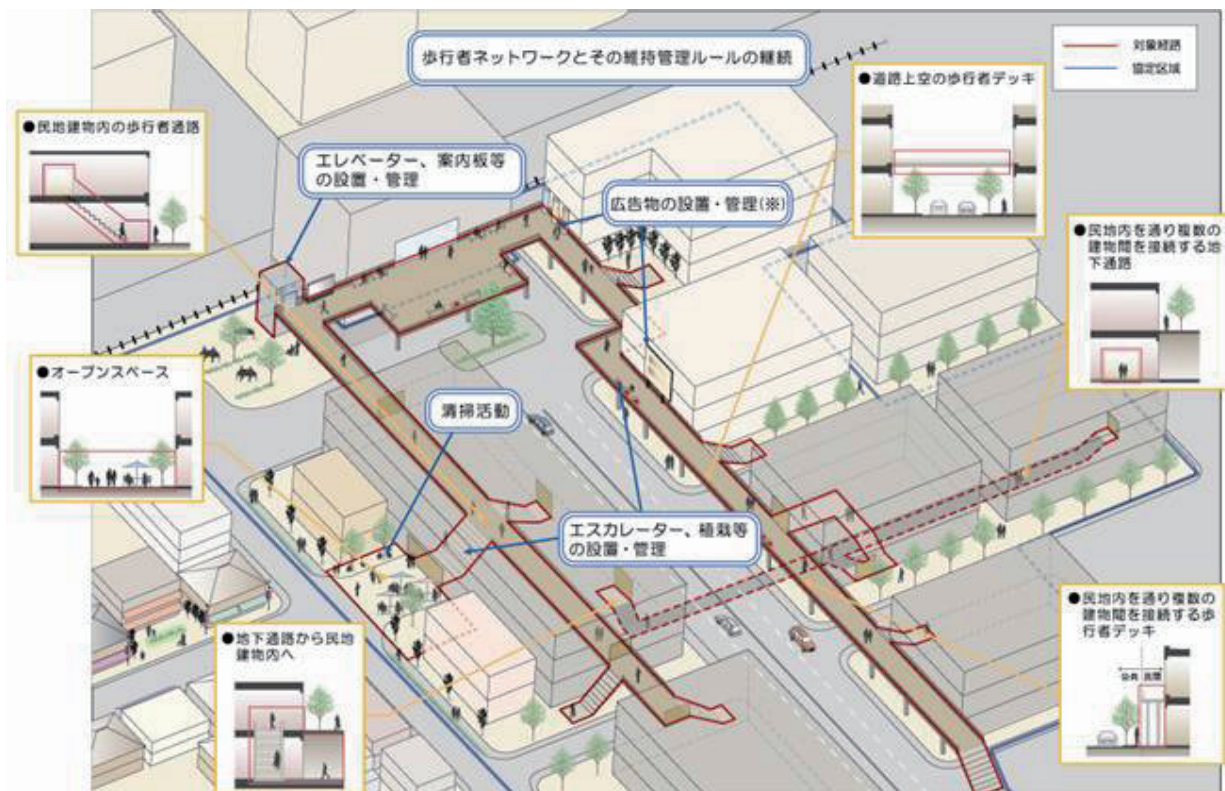 歩行者ネットワークとその維持管理ルールの継続
対象経路
協定区域
●民地建物内の歩行者通路
エレベーター、案内板等
の設置・管理
広告物の設置・管理(※)
●道路上空の歩行者デッキ
●民地内を通り複数の
建物間を接続する地
下通路
●オープンスペース
清掃活動
エスカレーター、植栽等
の設置・管理
●地下通路から民地
建物内へ
●民地内を通り複数の
建物間を接続する歩
行者デッキ
公共 民間